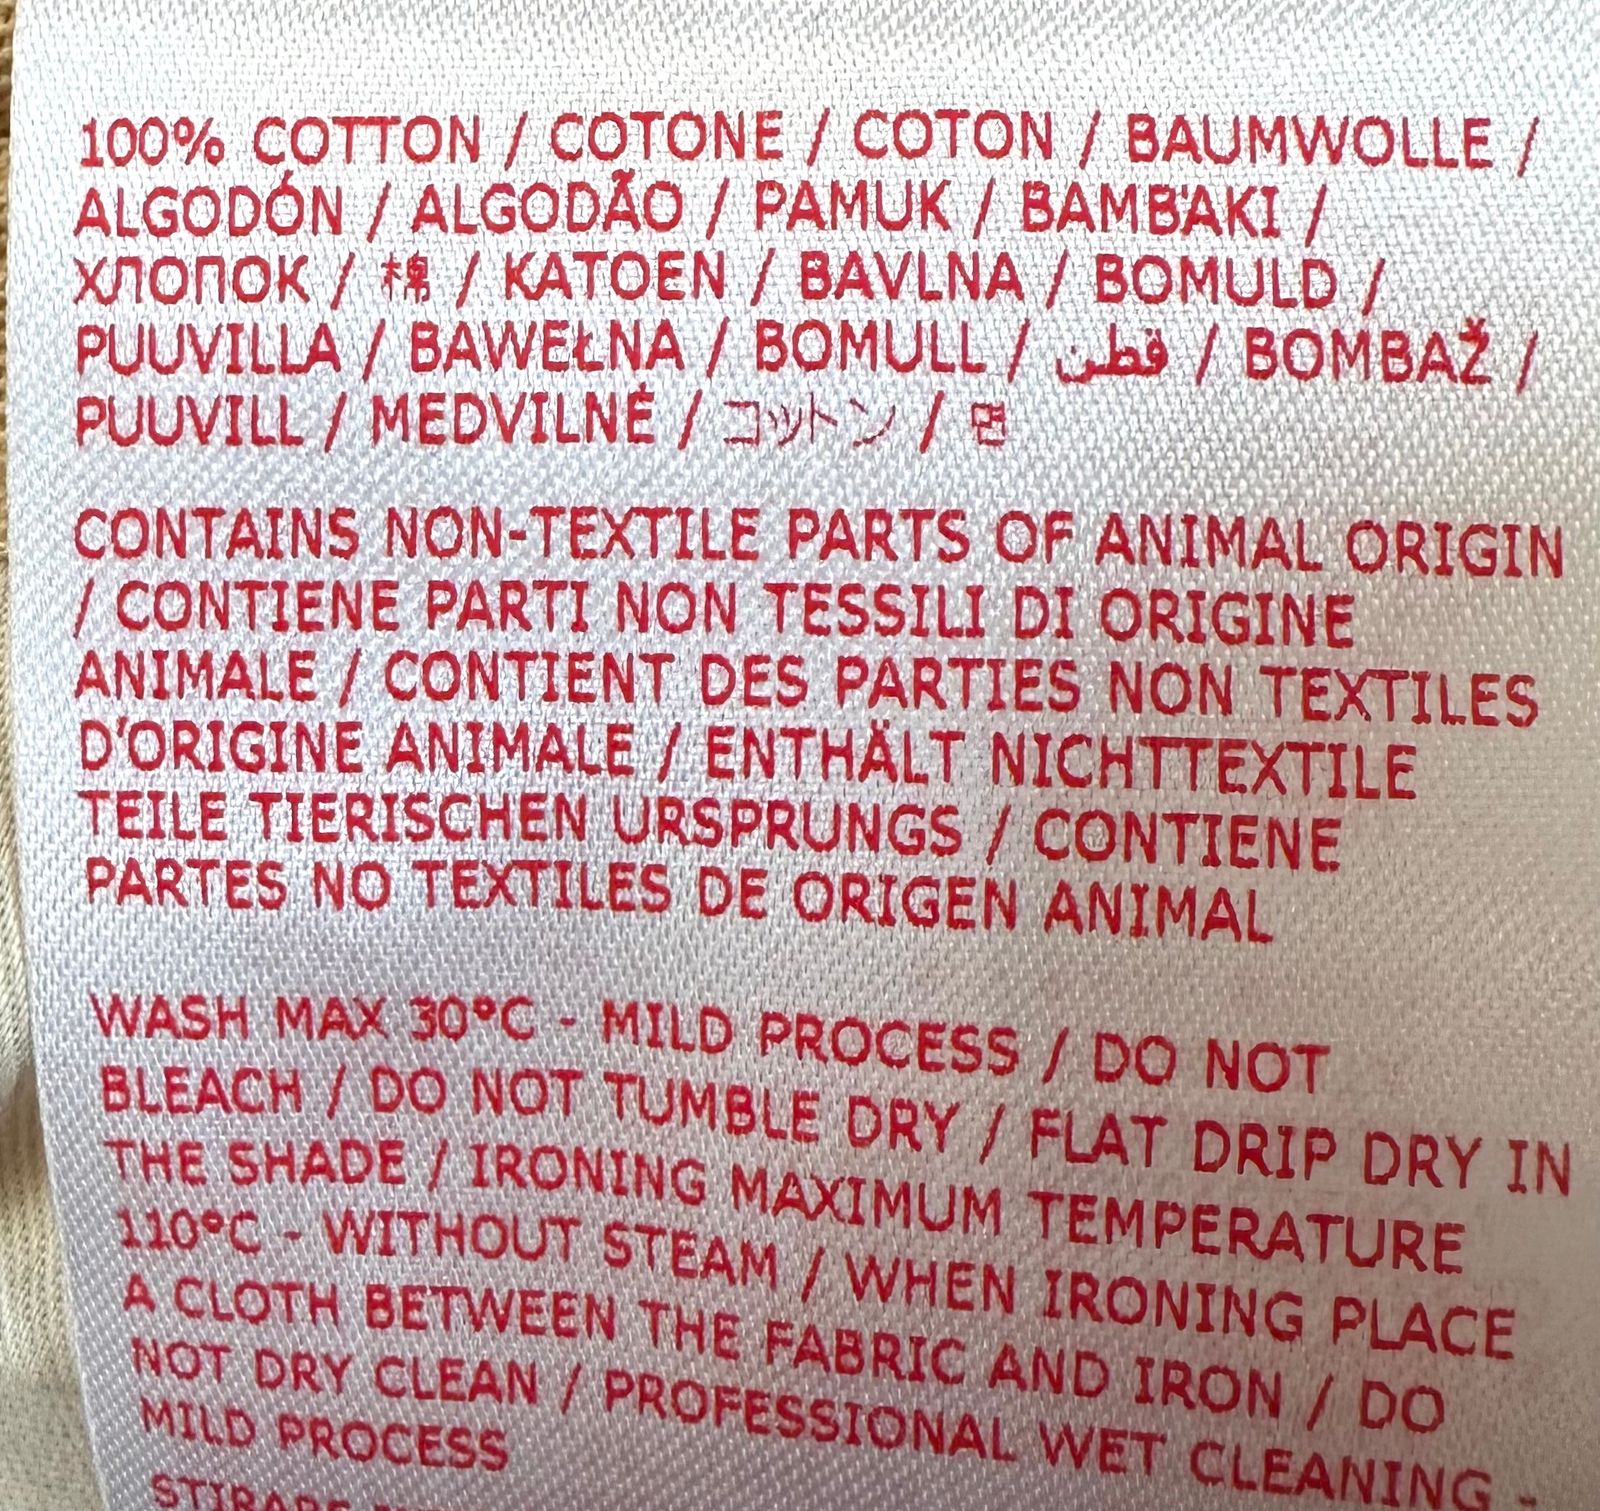 100% COTTON / COTONE / COTON / BAUMWOLLE /
ALGODÓN / ALGODÃO / PAMUK / BAMB'AKI /
ХЛОПОК / 棉 / KATOEN / BAVLNA / BOMULD /
PUUVILLA / BAWEŁNA / BOMULL / قطن / BOMBAŽ /
PUUVILL / MEDVILNĖ / コットン / 면
CONTAINS NON-TEXTILE PARTS OF ANIMAL ORIGIN
/ CONTIENE PARTI NON TESSILI DI ORIGINE
ANIMALE / CONTIENT DES PARTIES NON TEXTILES
D'ORIGINE ANIMALE / ENTHÄLT NICHTTEXTILE
TEILE TIERISCHEN URSPRUNGS / CONTIENE
PARTES NO TEXTILES DE ORIGEN ANIMAL
WASH MAX 30°C - MILD PROCESS / DO NOT
BLEACH / DO NOT TUMBLE DRY / FLAT DRIP DRY IN
THE SHADE / IRONING MAXIMUM TEMPERATURE
110°C - WITHOUT STEAM / WHEN IRONING PLACE
A CLOTH BETWEEN THE FABRIC AND IRON / DO
NOT DRY CLEAN / PROFESSIONAL WET CLEANING -
MILD PROCESS
STIRARE